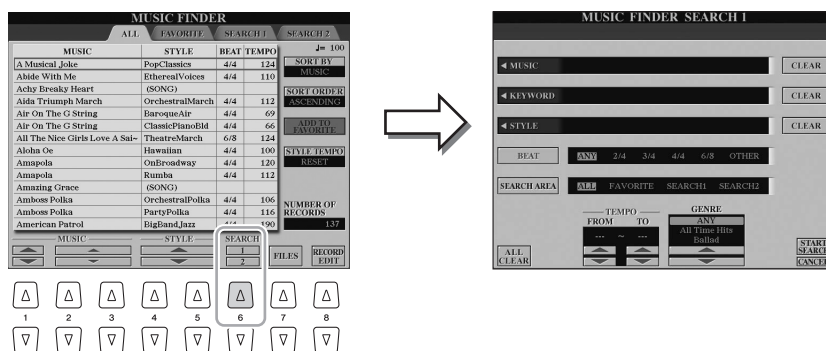 MUSIC FINDER
ALL FAVORITE SEARCH 1 SEARCH 2
MUSIC STYLE BEAT TEMPO
♩= 100
A Musical Joke PopClassics 4/4 124
Abide With Me EtherealVoices 4/4 110
Achy Breaky Heart (SONG)
Aida Triumph March OrchestralMarch 4/4 112
Air On The G String BaroqueAir 4/4 69
Air On The G String ClassicPianoBld 4/4 66
All The Nice Girls Love A Sai~ TheatreMarch 6/8 124
Aloha Oe Hawaiian 4/4 100
Amapola OnBroadway 4/4 120
Amapola Rumba 4/4 112
Amazing Grace (SONG)
Amboss Polka OrchestralPolka 4/4 106
Amboss Polka PartyPolka 4/4 116
American Patrol BigBandJazz 4/4 190
SORT BY
MUSIC
SORT ORDER
ASCENDING
ADD TO
FAVORITE
STYLE TEMPO
RESET
NUMBER OF
RECORDS
137
MUSIC STYLE SEARCH
1
2
FILES
RECORD
EDIT
1 2 3 4 5 6 7 8
MUSIC FINDER SEARCH 1
MUSIC CLEAR
KEYWORD CLEAR
STYLE CLEAR
BEAT ANY 2/4 3/4 4/4 6/8 OTHER
SEARCH AREA ALL FAVORITE SEARCH1 SEARCH2
TEMPO
FROM TO
--- ~ ---
GENRE
ANY
All Time Hits
Ballad
ALL
CLEAR
START
SEARCH
CANCEL